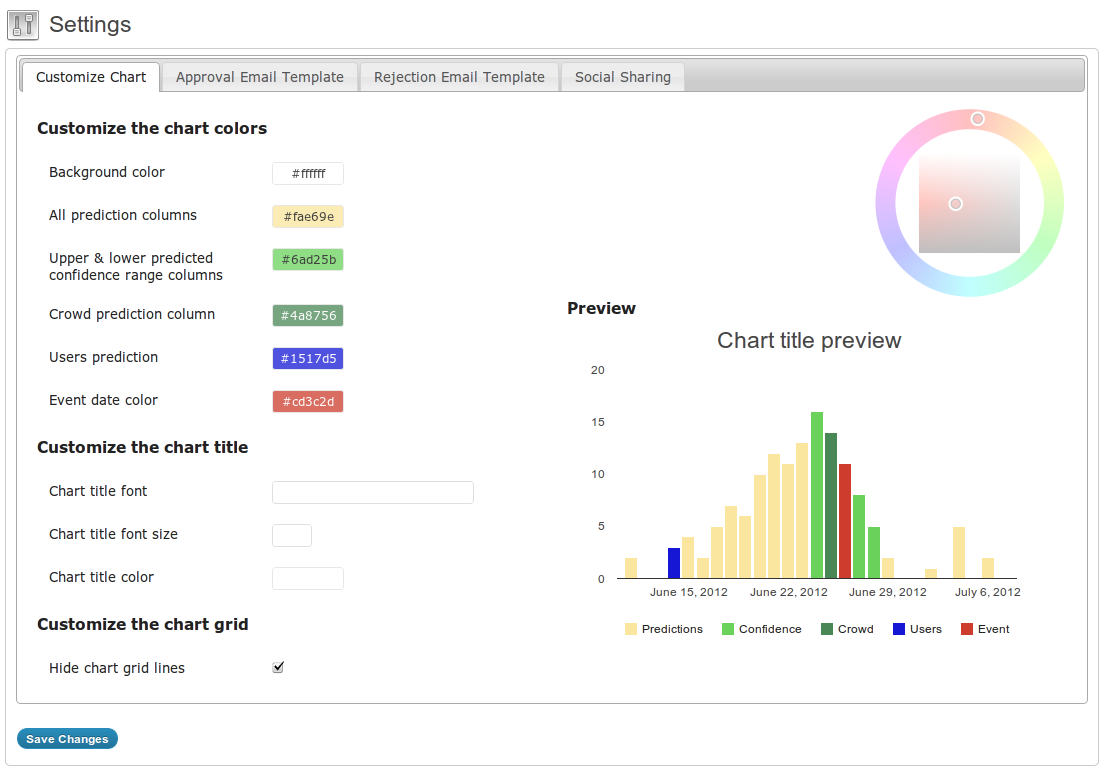 Settings
Customize Chart
Approval Email Template
Rejection Email Template
Social Sharing
Customize the chart colors
Background color
#ffffff
All prediction columns
#fae69e
Upper & lower predicted
confidence range columns
#6ad25b
Crowd prediction column
#4a8756
Users prediction
#1517d5
Event date color
#cd3c2d
Customize the chart title
Chart title font
Chart title font size
Chart title color
Customize the chart grid
Hide chart grid lines
Preview
Chart title preview
20
15
10
5
0
June 15, 2012
June 22, 2012
June 29, 2012
July 6, 2012
Predictions
Confidence
Crowd
Users
Event
Save Changes